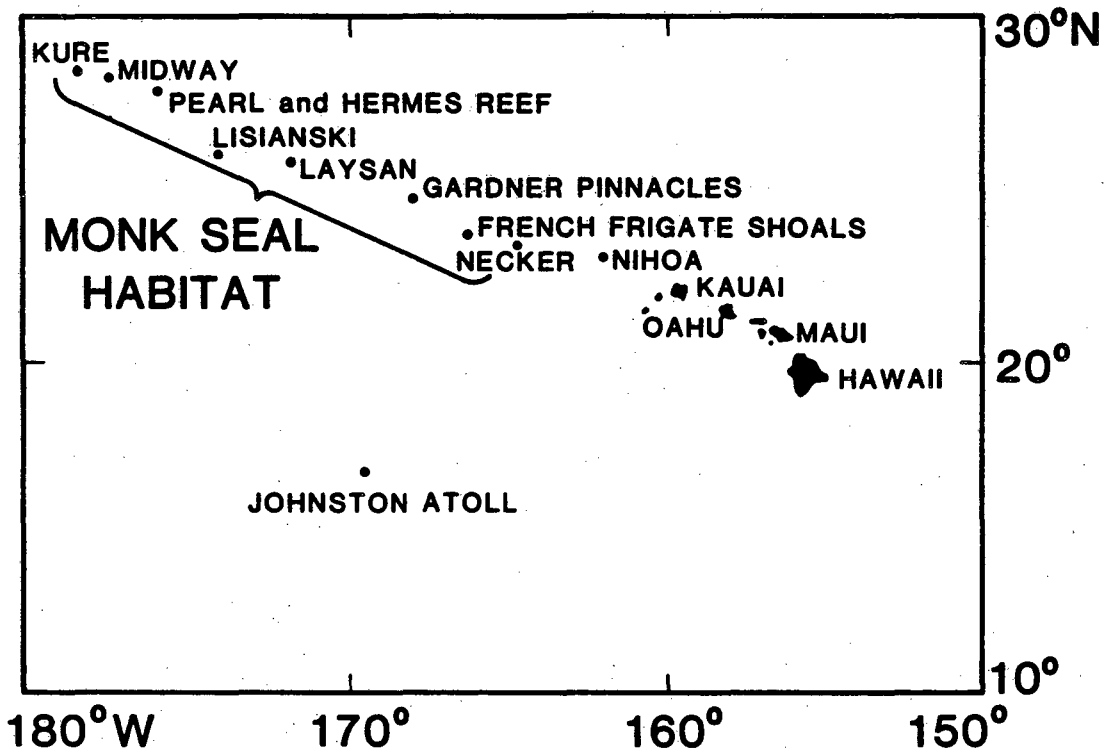 30°N
KURE
MIDWAY
PEARL and HERMES REEF
LISIANSKI
LAYSAN
GARDNER PINNACLES
MONK SEAL
HABITAT
FRENCH FRIGATE SHOALS
NECKER
NIHOA
KAUAI
OAHU
MAUI
20°
HAWAII
JOHNSTON ATOLL
10°
180°W
170°
160°
150°